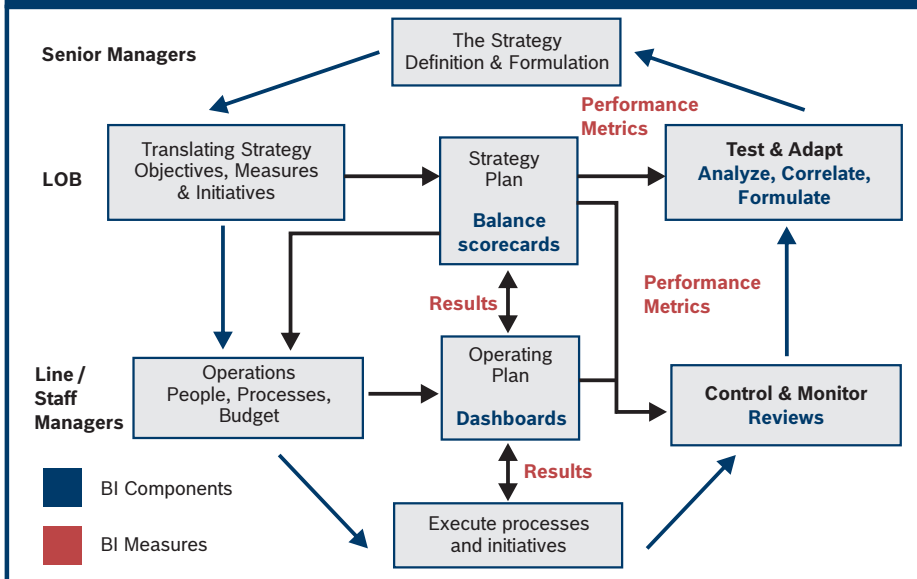 Senior Managers
The Strategy
Definition & Formulation
Performance
Metrics
LOB
Translating Strategy
Objectives, Measures
& Initiatives
Strategy
Plan
Balance
scorecards
Test & Adapt
Analyze, Correlate,
Formulate
Results
Performance
Metrics
Line /
Staff
Managers
Operations
People, Processes,
Budget
Operating
Plan
Dashboards
Control & Monitor
Reviews
Results
BI Components
Execute processes
and initiatives
BI Measures